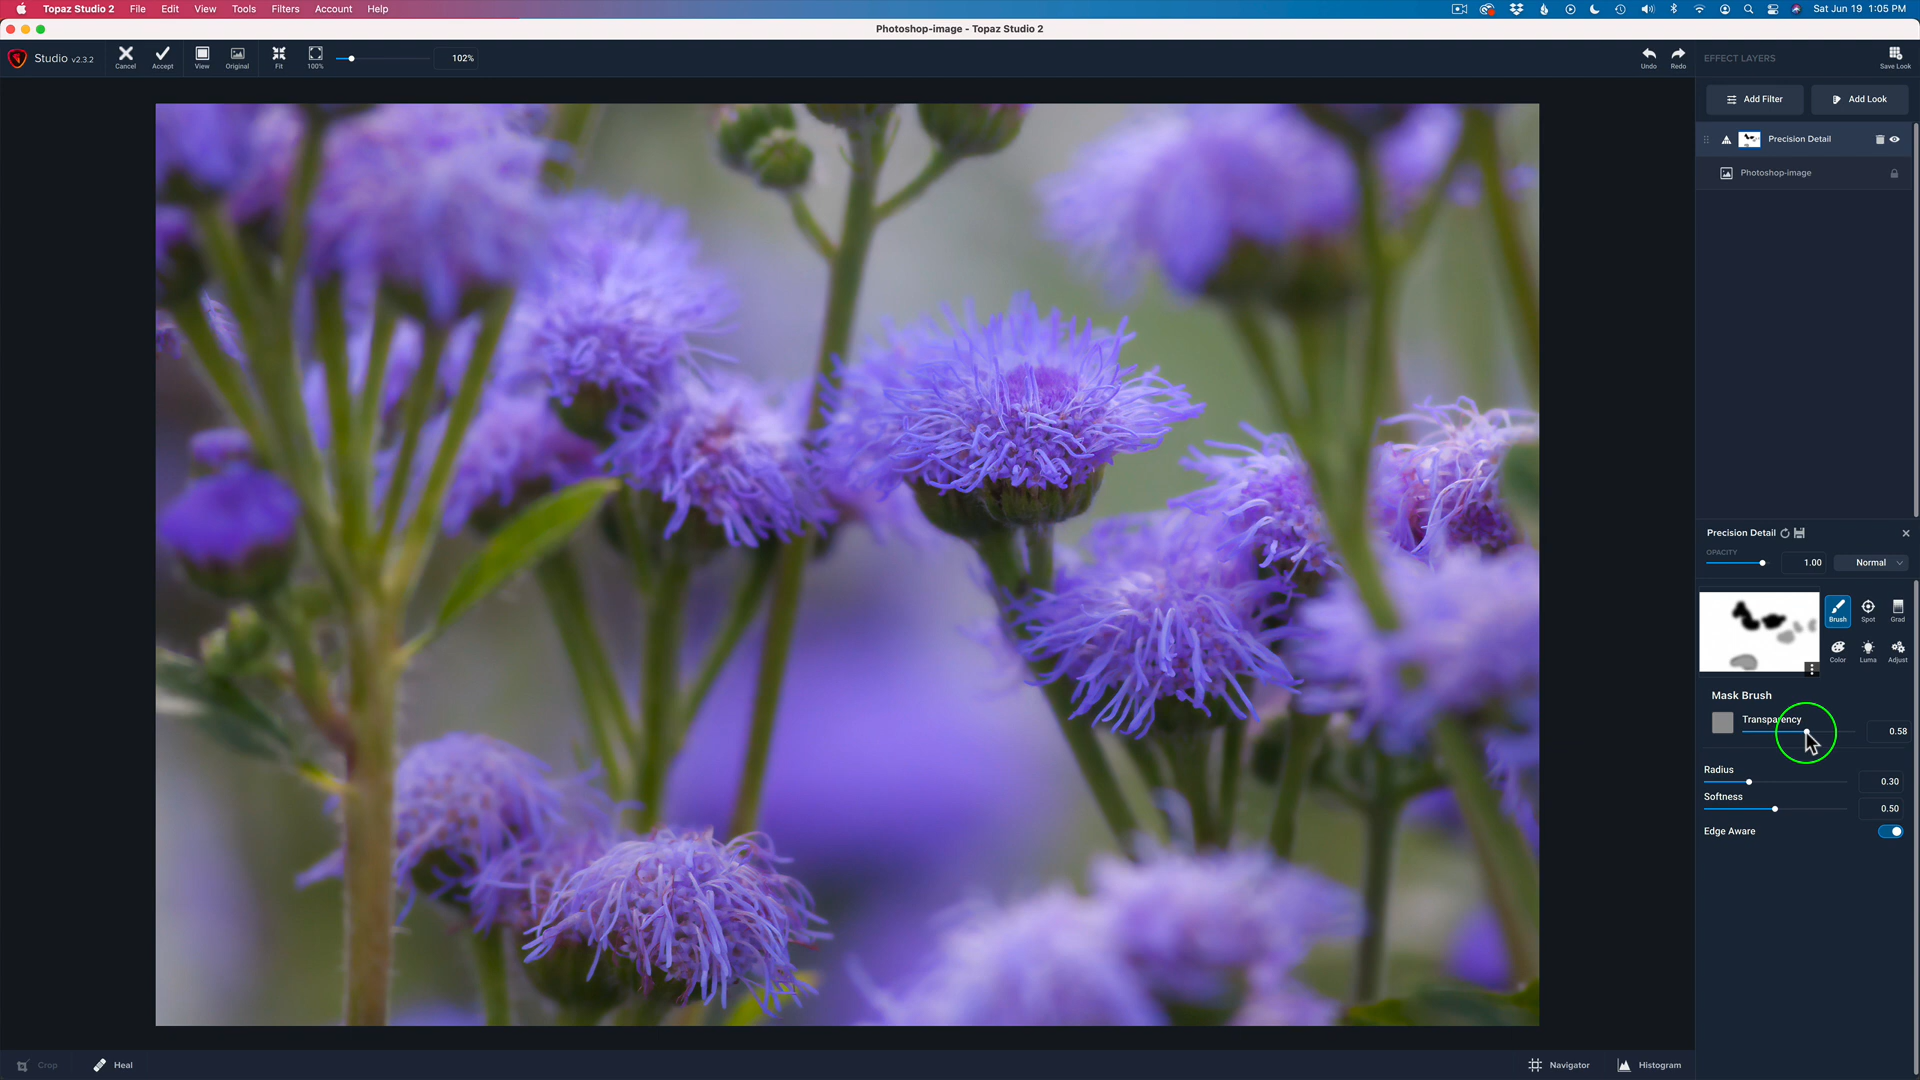 Topaz Studio 2 File Edit View Tools Filters Account Help Sat Jun 19 1:05 PM
Photoshop-image - Topaz Studio 2
Studio v2.3.2 Cancel Accept View Original Fit 100% 102% Undo Redo EFFECT LAYERS Save Look
Add Filter Add Look
Precision Detail
Photoshop-image
Precision Detail
OPACITY
1.00 Normal
Brush Spot Grad
Color Luma Adjust
Mask Brush
Transparency
0.58
Radius
0.30
Softness
0.50
Edge Aware
Crop Heal Navigator Histogram